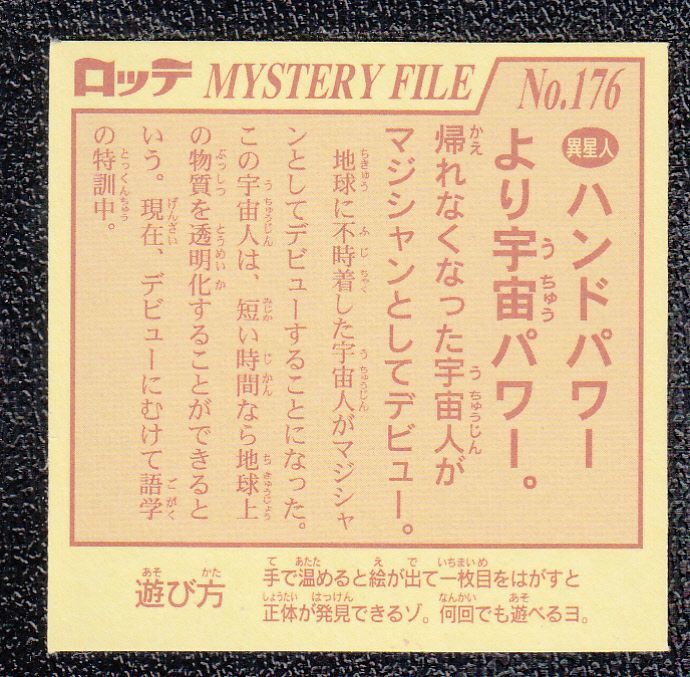 ロッテ MYSTERY FILE No.176
異星人 ハンドパワー
より宇宙パワー。
帰れなくなった宇宙人が
マジシャンとしてデビュー。
地球に不時着した宇宙人がマジシャ
ンとしてデビューすることになった。
この宇宙人は、短い時間なら地球上
の物質を透明化することができると
いう。現在、デビューにむけて語学
の特訓中。
遊び方
手で温めると絵が出て一枚目をはがすと
正体が発見できるゾ。何回でも遊べるヨ。